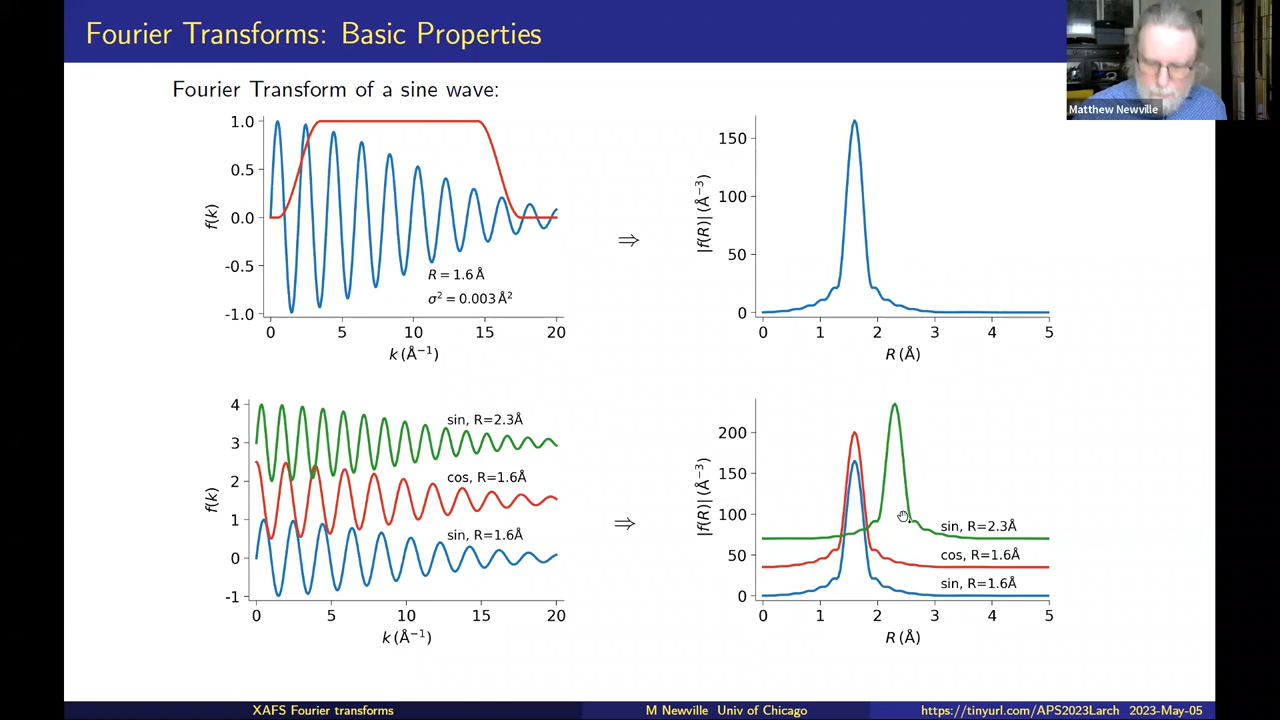 Fourier Transforms: Basic Properties
Matthew Newville
Fourier Transform of a sine wave:
1.0
0.5
0.0
-0.5
-1.0
f(k)
R = 1.6 Å
σ² = 0.003 Å²
0 5 10 15 20
k (Å⁻¹)
⇒
150
100
50
0
|f(R)| (Å⁻³)
0 1 2 3 4 5
R (Å)
4
3
2
1
0
-1
f(k)
sin, R=2.3Å
cos, R=1.6Å
sin, R=1.6Å
0 5 10 15 20
k (Å⁻¹)
⇒
200
150
100
50
0
|f(R)| (Å⁻³)
sin, R=2.3Å
cos, R=1.6Å
sin, R=1.6Å
0 1 2 3 4 5
R (Å)
XAFS Fourier transforms M Newville Univ of Chicago https://tinyurl.com/APS2023Larch 2023-May-05